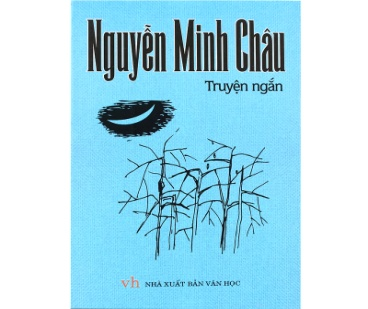 Nguyễn Minh Châu
Truyện ngắn
vh NHÀ XUẤT BẢN VĂN HỌC